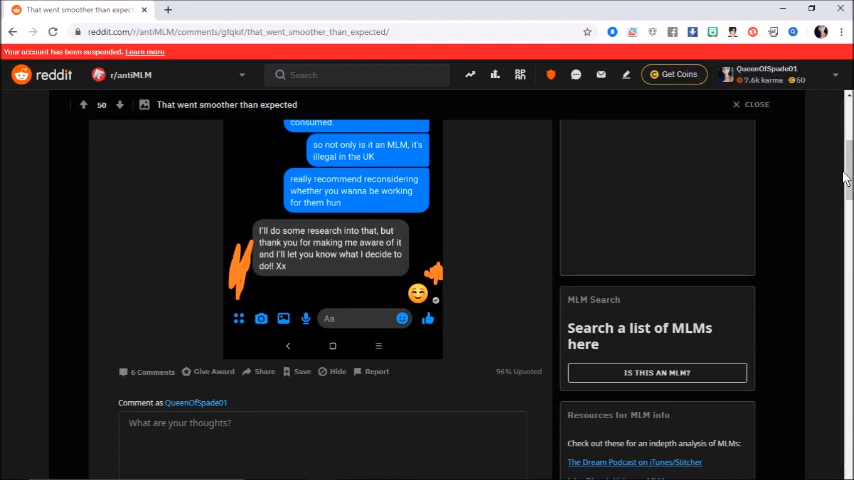 That went smoother than expect
reddit.com/r/antiMLM/comments/gfqkif/that_went_smoother_than_expected/
Your account has been suspended. Learn more
reddit
r/antiMLM
Search
Get Coins
QueenOfSpade01
7.6k karma 50
50 That went smoother than expected
CLOSE
consumed.
so not only is it an MLM, it's
illegal in the UK
really recommend reconsidering
whether you wanna be working
for them hun
I'll do some research into that, but
thank you for making me aware of it
and I'll let you know what I decide to
do!! Xx
Aa
6 Comments Give Award Share Save Hide Report
96% Upvoted
Comment as QueenOfSpade01
What are your thoughts?
MLM Search
Search a list of MLMs
here
IS THIS AN MLM?
Resources for MLM info
Check out these for an indepth analysis of MLMs:
The Dream Podcast on iTunes/Stitcher